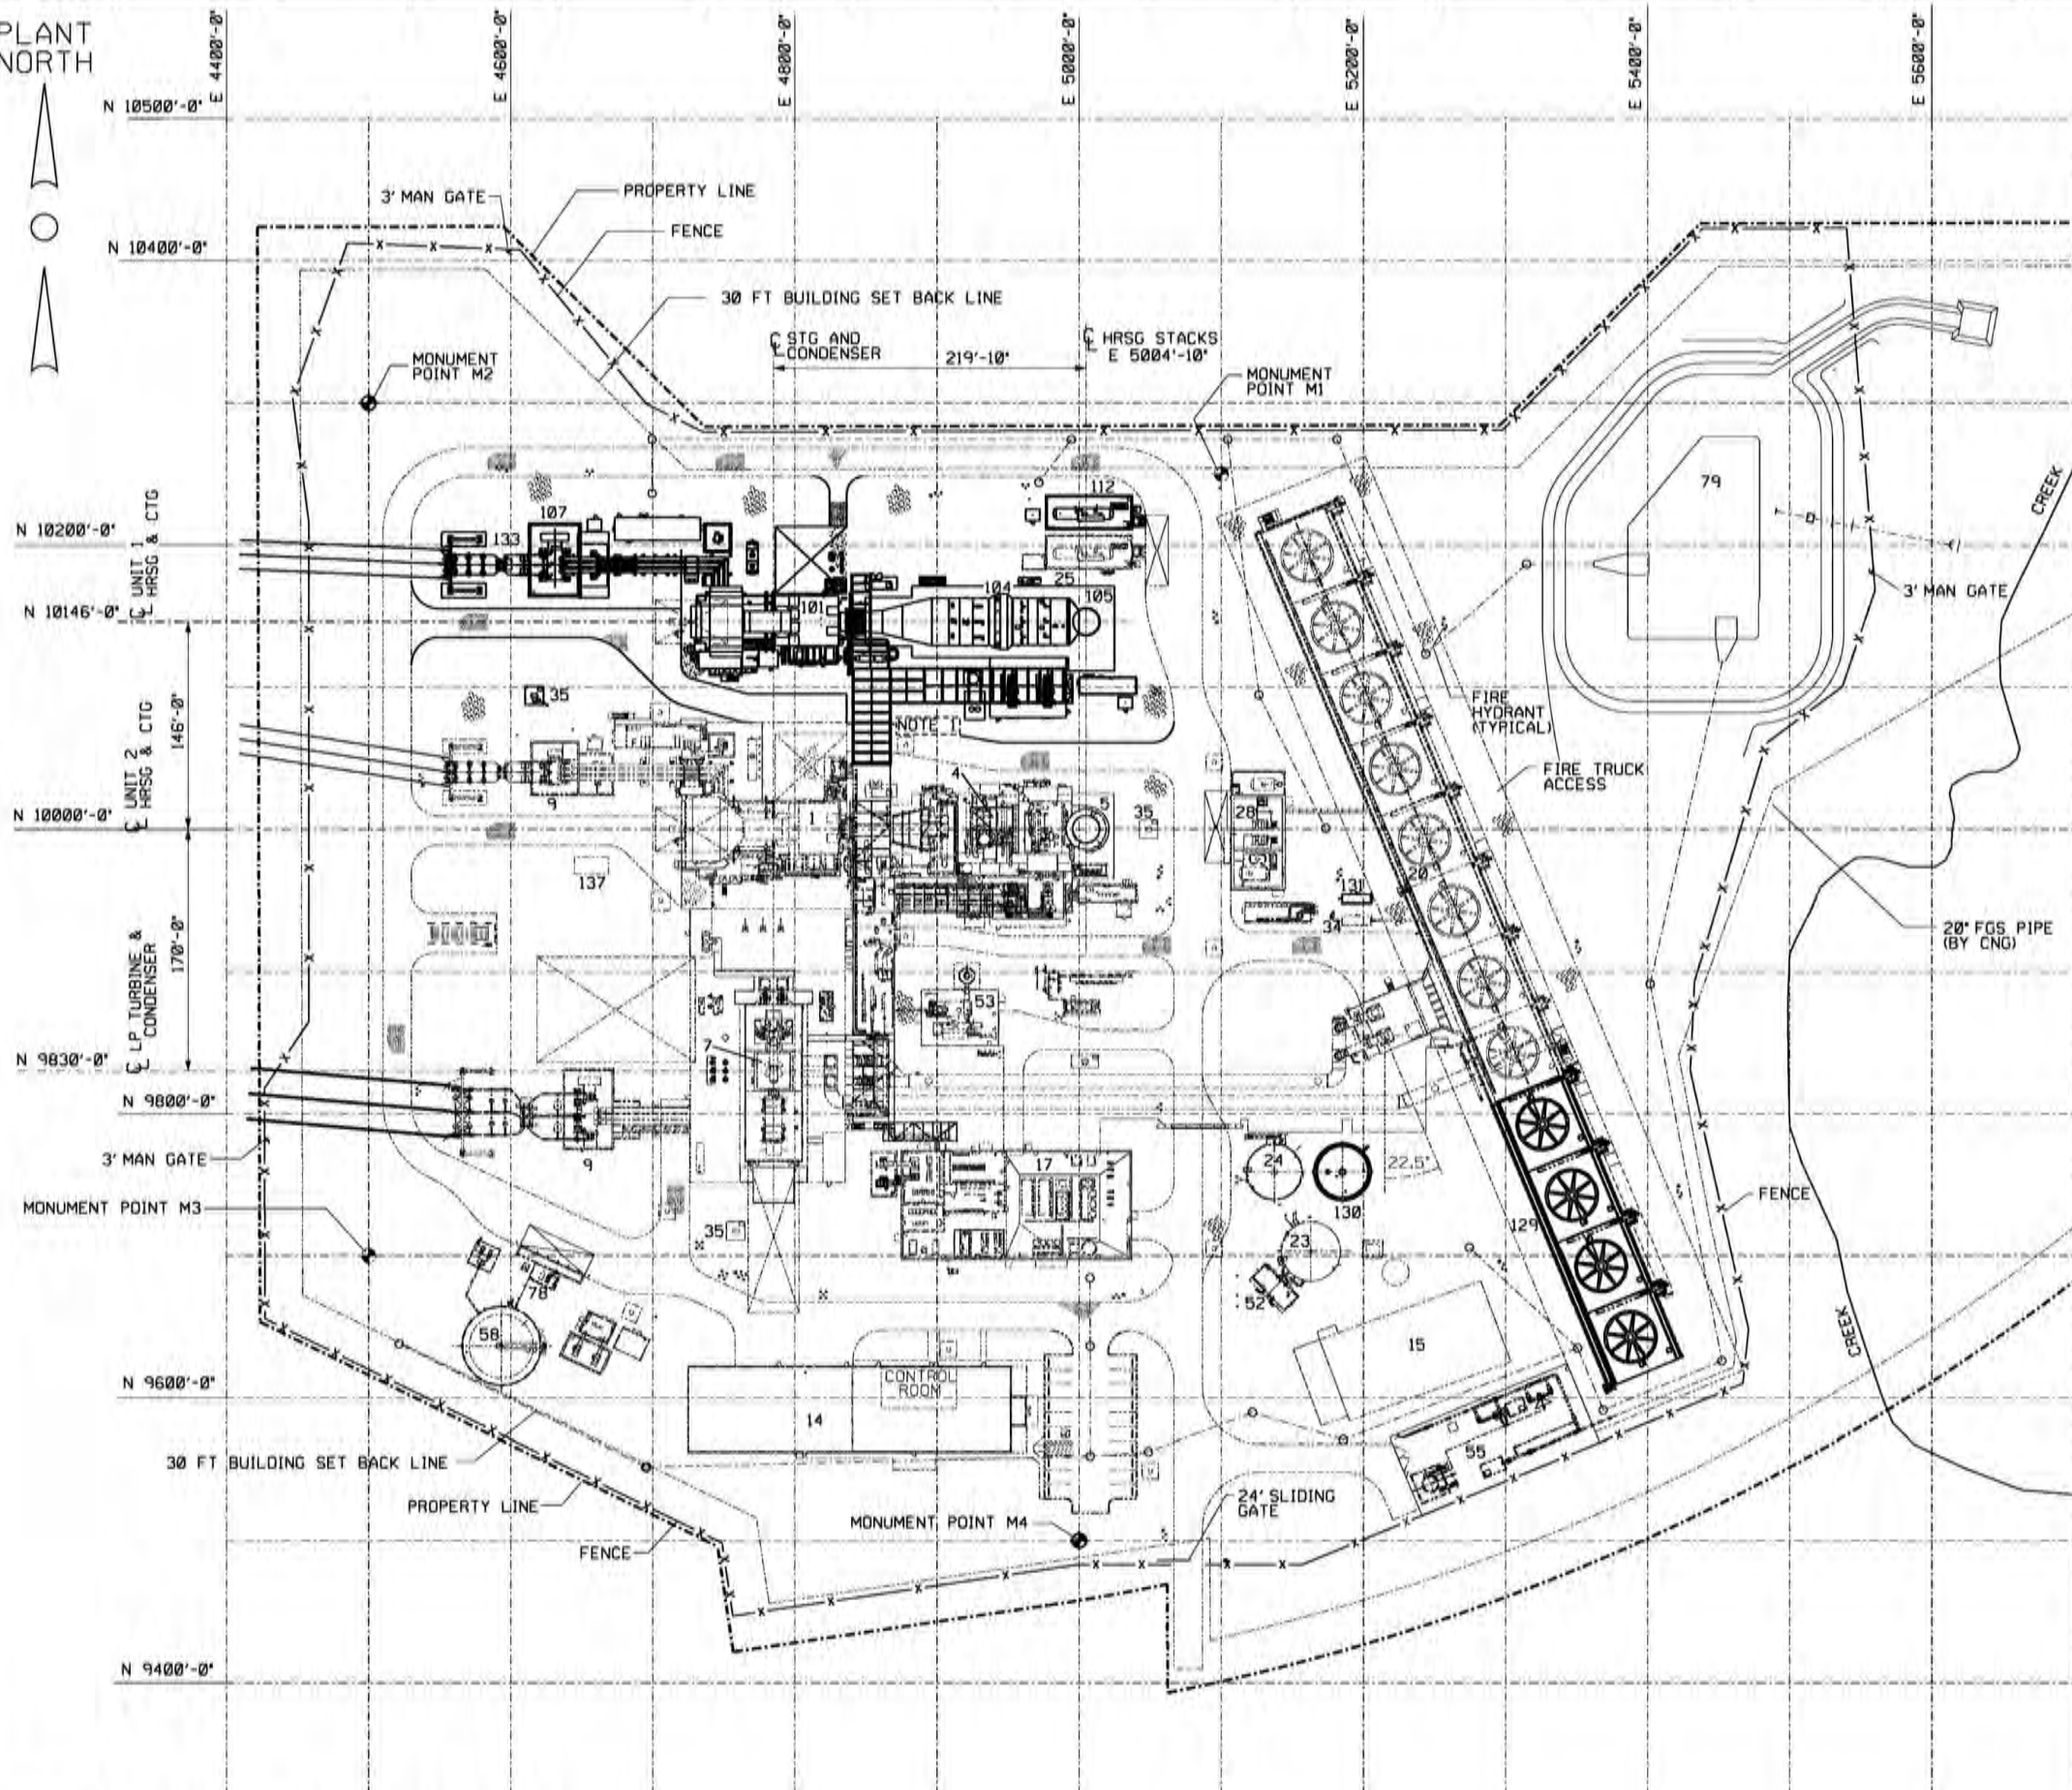 PLANT
NORTH
E 4400'-0"
E 4600'-0"
E 4800'-0"
E 5000'-0"
E 5200'-0"
E 5400'-0"
E 5600'-0"
N 10500'-0"
3' MAN GATE
PROPERTY LINE
FENCE
N 10400'-0"
30 FT BUILDING SET BACK LINE
℄ STG AND
CONDENSER
219'-10"
℄ HRSG STACKS
E 5004'-10"
MONUMENT
POINT M2
MONUMENT
POINT M1
79
CREEK
112
107
133
N 10200'-0"
℄ UNIT 1
HRSG & CTG
25
104
105
101
3' MAN GATE
N 10146'-0"
35
NOTE 1
FIRE
HYDRANT
(TYPICAL)
146'-0"
℄ UNIT 2
HRSG & CTG
FIRE TRUCK
ACCESS
4
9
1
5
35
28
N 10000'-0"
137
131
20
34
20" FGS PIPE
(BY CNG)
170'-0"
℄ LP TURBINE &
CONDENSER
53
7
N 9830'-0"
N 9800'-0"
3' MAN GATE
9
17
24
22.5°
130
FENCE
MONUMENT POINT M3
35
23
129
78
52
58
15
CREEK
N 9600'-0"
CONTROL
ROOM
14
55
30 FT BUILDING SET BACK LINE
PROPERTY LINE
24' SLIDING
GATE
MONUMENT POINT M4
FENCE
N 9400'-0"